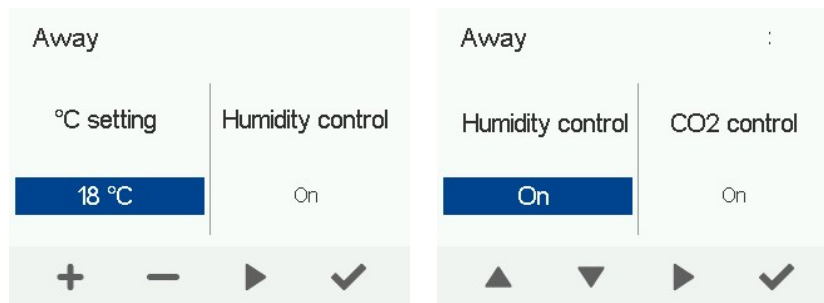 Away
°C setting Humidity control
18 °C On
Away :
Humidity control CO2 control
On On